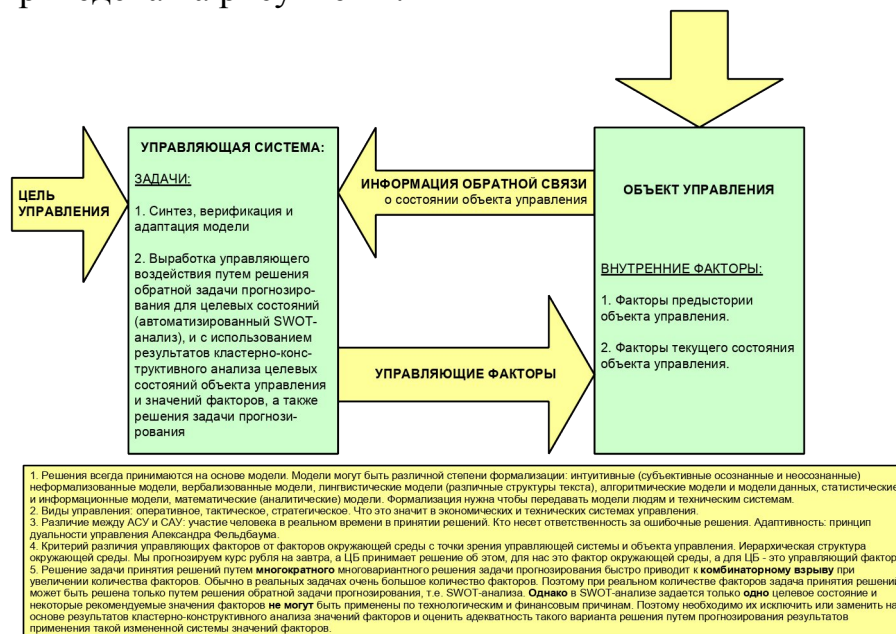 ЦЕЛЬ
УПРАВЛЕНИЯ
УПРАВЛЯЮЩАЯ СИСТЕМА:
ЗАДАЧИ:
1. Синтез, верификация и
адаптация модели
2. Выработка управляющего
воздействия путем решения
обратной задачи прогнозиро-
вания для целевых состояний
(автоматизированный SWOT-
анализ), и с использованием
результатов кластерно-конс-
труктивного анализа целевых
состояний объекта управления
и значений факторов, а также
решения задачи прогнози-
рования
ИНФОРМАЦИЯ ОБРАТНОЙ СВЯЗИ
о состоянии объекта управления
УПРАВЛЯЮЩИЕ ФАКТОРЫ
ОБЪЕКТ УПРАВЛЕНИЯ
ВНУТРЕННИЕ ФАКТОРЫ:
1. Факторы предыстории
объекта управления.
2. Факторы текущего состояния
объекта управления.
1. Решения всегда принимаются на основе модели. Модели могут быть различной степени формализации: интуитивные (субъективные осознанные и неосознанные)
неформализованные модели, вербализованные модели, лингвистические модели (различные структуры текста), алгоритмические модели и модели данных, статистические
и информационные модели, математические (аналитические) модели. Формализация нужна чтобы передавать модели людям и техническим системам.
2. Виды управления: оперативное, тактическое, стратегическое. Что это значит в экономических и технических системах управления.
3. Различие между АСУ и САУ: участие человека в реальном времени в принятии решений. Кто несет ответственность за ошибочные решения. Адаптивность: принцип
дуальности управления Александра Фельдбаума.
4. Критерий различия управляющих факторов от факторов окружающей среды с точки зрения управляющей системы и объекта управления. Иерархическая структура
окружающей среды. Мы прогнозируем курс рубля на завтра, а ЦБ принимает решение об этом, для нас это фактор окружающей среды, а для ЦБ - это управляющий фактор
5. Решение задачи принятия решений путем многократного многовариантного решения задачи прогнозирования быстро приводит к комбинаторному взрыву при
увеличении количества факторов. Обычно в реальных задачах очень большое количество факторов. Поэтому при реальном количестве факторов задача принятия решений
может быть решена только путем решения обратной задачи прогнозирования, т.е. SWOT-анализа. Однако в SWOT-анализе задается только одно целевое состояние и
некоторые рекомендуемые значения факторов не могут быть применены по технологическим и финансовым причинам. Поэтому необходимо их исключить или заменить на
основе результатов кластерно-конструктивного анализа значений факторов и оценить адекватность такого варианта решения путем прогнозирования результатов
применения такой измененной системы значений факторов.